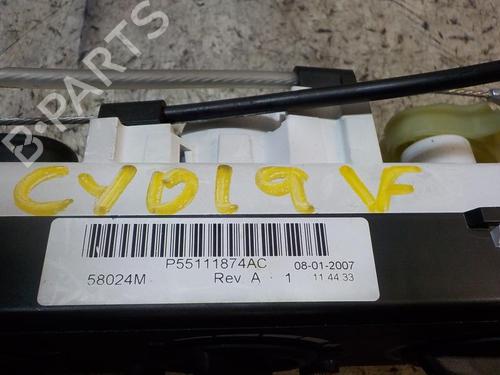 B-PARTS
CYD19VF
P55111874AC 08-01-2007
58024M Rev. A · 1 11 44 33